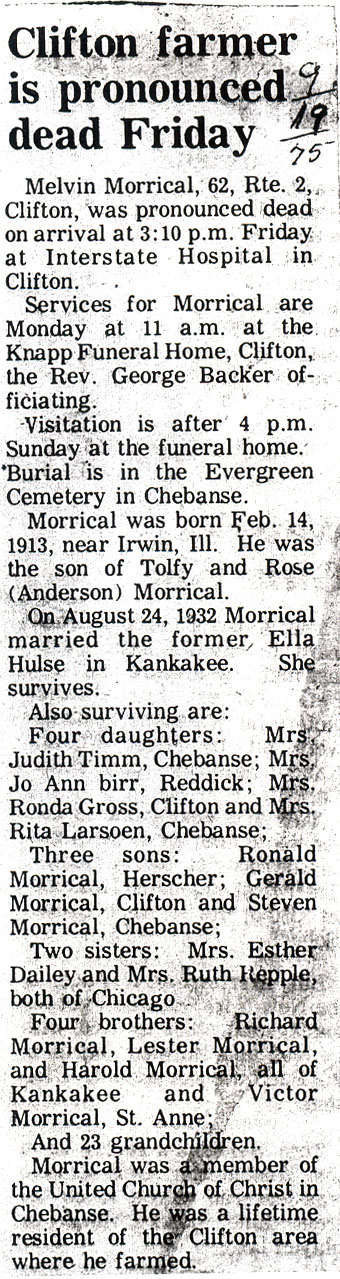 Clifton farmer
is pronounced
dead Friday
9
19
75
Melvin Morrical, 62, Rte. 2,
Clifton, was pronounced dead
on arrival at 3:10 p.m. Friday
at Interstate Hospital in
Clifton.
Services for Morrical are
Monday at 11 a.m. at the
Knapp Funeral Home, Clifton,
the Rev. George Backer of-
ficiating.
Visitation is after 4 p.m.
Sunday at the funeral home.
Burial is in the Evergreen
Cemetery in Chebanse.
Morrical was born Feb. 14,
1913, near Irwin, Ill. He was
the son of Tolfy and Rose
(Anderson) Morrical.
On August 24, 1932 Morrical
married the former Ella
Hulse in Kankakee. She
survives.
Also surviving are:
Four daughters: Mrs.
Judith Timm, Chebanse; Mrs.
Jo Ann birr, Reddick; Mrs.
Ronda Gross, Clifton and Mrs.
Rita Larsoen, Chebanse;
Three sons: Ronald
Morrical, Herscher; Gerald
Morrical, Clifton and Steven
Morrical, Chebanse;
Two sisters: Mrs. Esther
Dailey and Mrs. Ruth Repple,
both of Chicago
Four brothers: Richard
Morrical, Lester Morrical,
and Harold Morrical, all of
Kankakee and Victor
Morrical, St. Anne;
And 23 grandchildren.
Morrical was a member of
the United Church of Christ in
Chebanse. He was a lifetime
resident of the Clifton area
where he farmed.